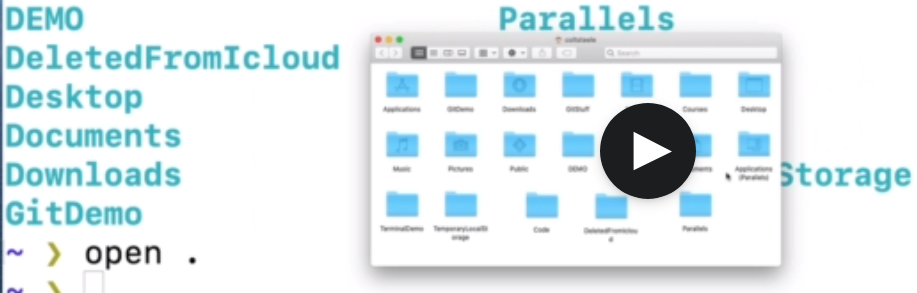 DEMO Parallels
DeletedFromIcloud
Desktop
Documents
Downloads Storage
GitDemo
~ ❯ open .
~ ❯
coltsteele
Search
Applications GitDemo Downloads GitStuff Courses Desktop
Music Pictures Public DEMO Applications (Parallels)
TerminalDemo TemporaryLocalStorage Code DeletedFromIcloud Parallels